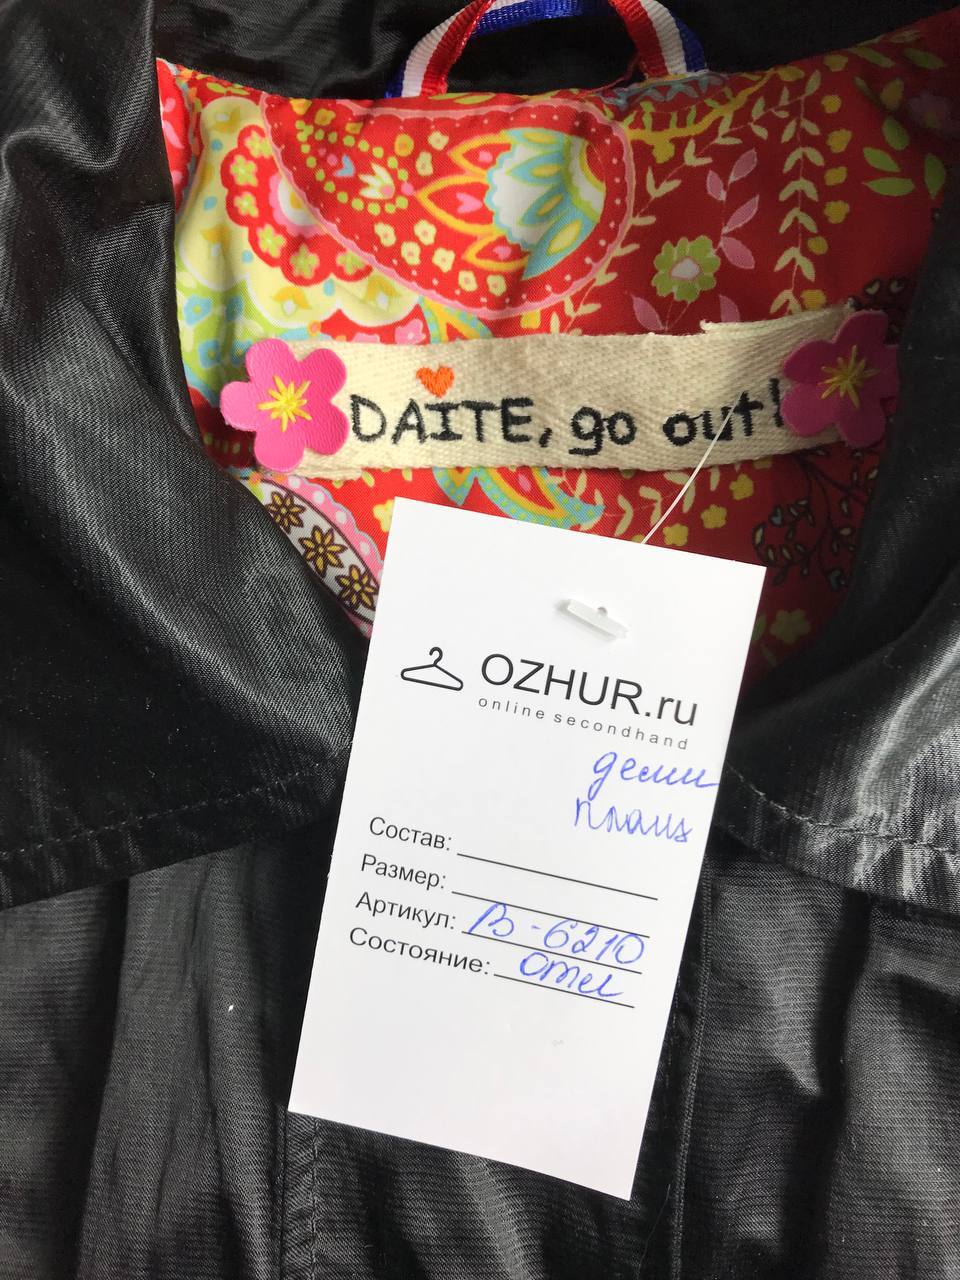 DAITE, go out!
OZHUR.ru
online secondhand
деми
плащ
Состав:
Размер:
Артикул: В-6210
Состояние: отл